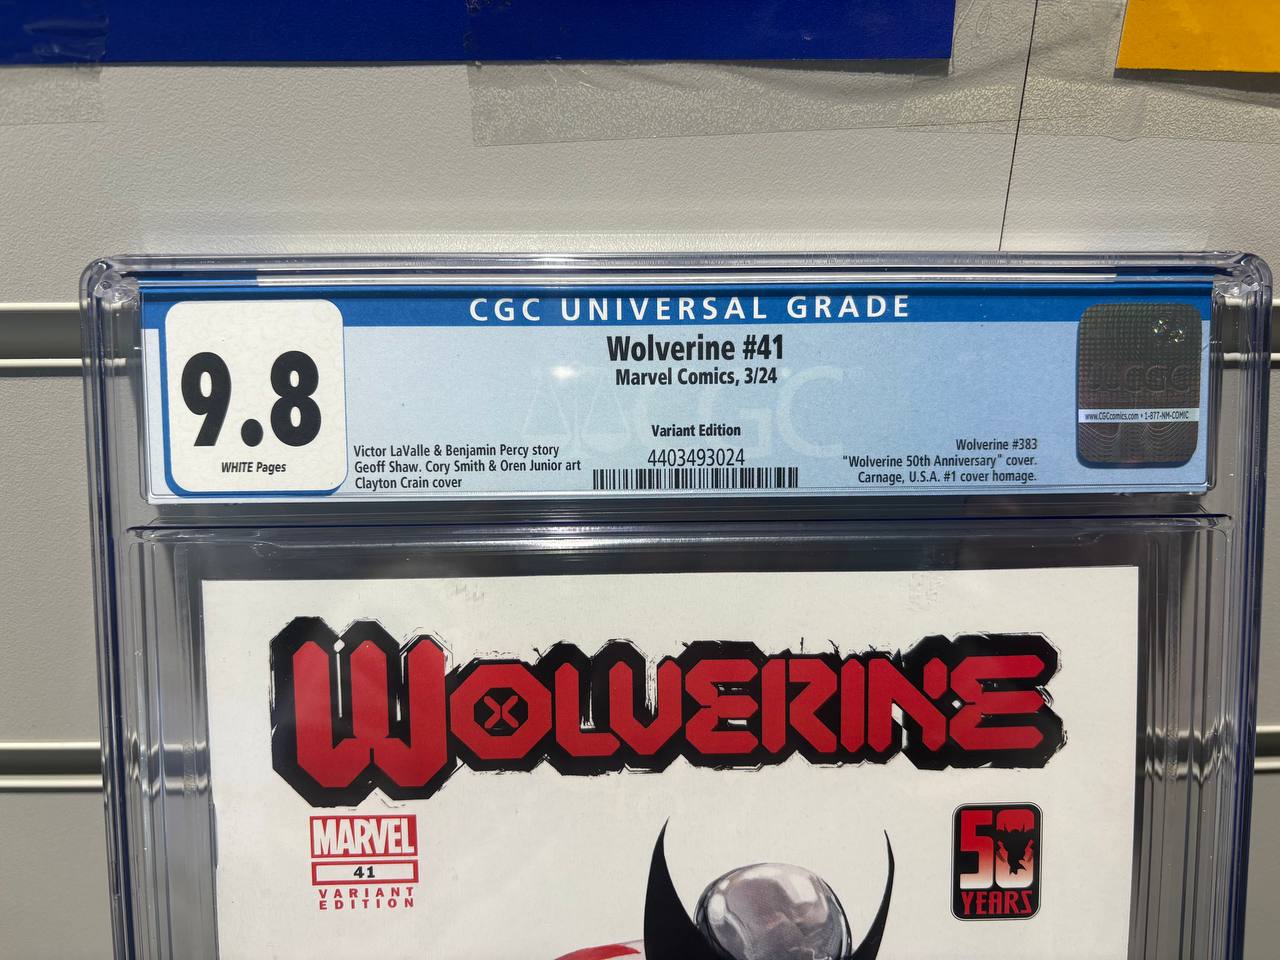 CGC UNIVERSAL GRADE
9.8
WHITE Pages
Wolverine #41
Marvel Comics, 3/24
Variant Edition
4403493024
Victor LaValle & Benjamin Percy story
Geoff Shaw. Cory Smith & Oren Junior art
Clayton Crain cover
Wolverine #383
"Wolverine 50th Anniversary" cover.
Carnage, U.S.A. #1 cover homage.
CGC
www.CGCcomics.com • 1-877-NM-COMIC
WOLVERINE
MARVEL
41
VARIANT
EDITION
50
YEARS